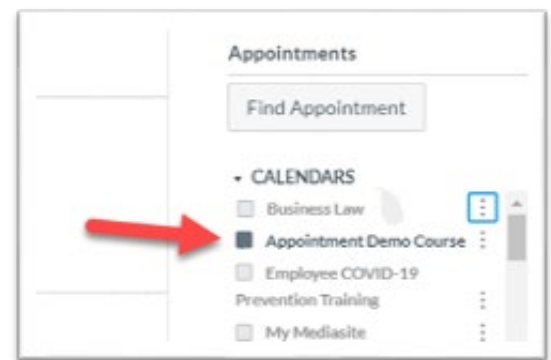 Appointments
Find Appointment
CALENDARS
Business Law
Appointment Demo Course
Employee COVID-19
Prevention Training
My Mediasite